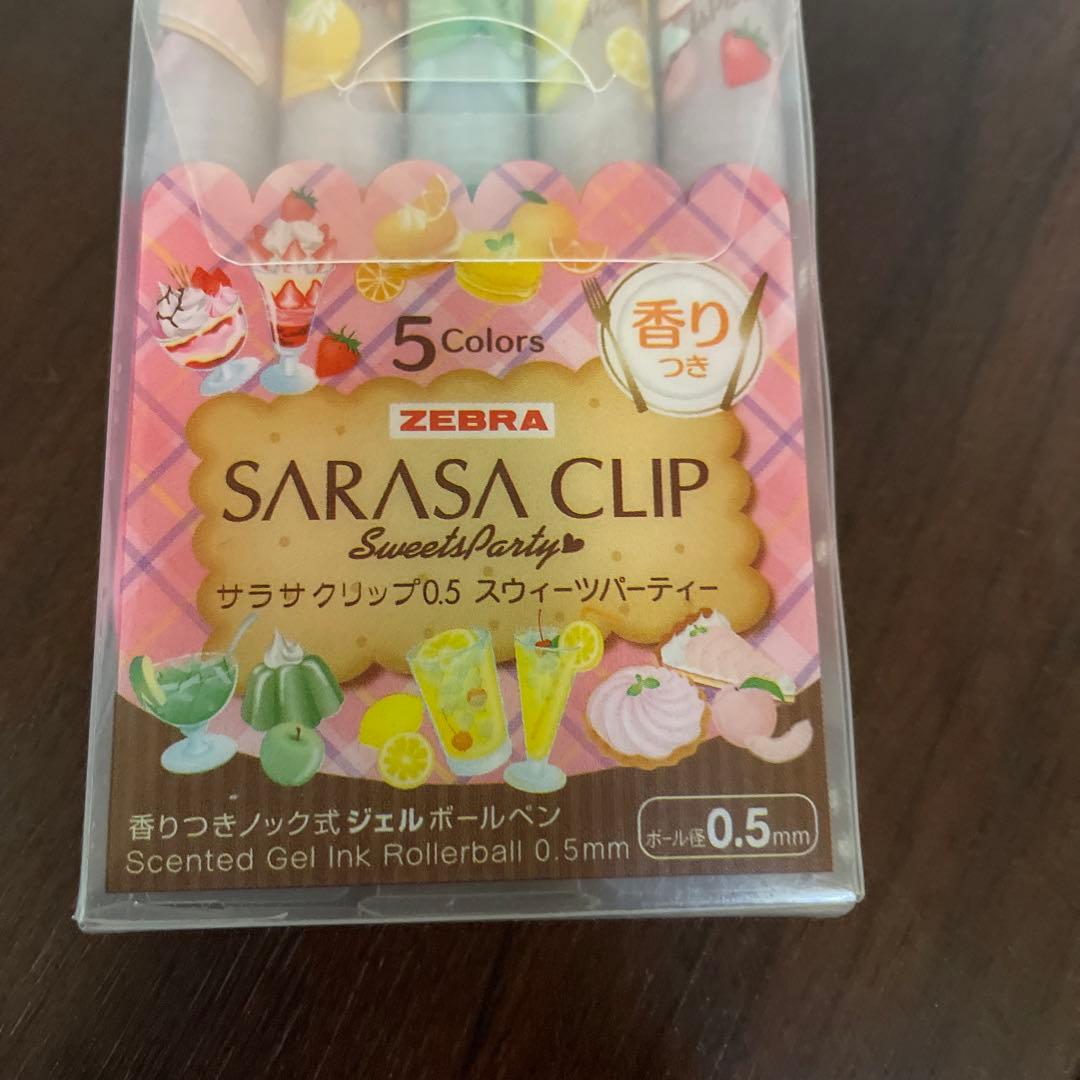 5 Colors
香り
つき
ZEBRA
SARASA CLIP
SweetsParty
サラサクリップ0.5 スウィーツパーティー
香りつきノック式ジェルボールペン
Scented Gel Ink Rollerball 0.5mm
ボール径0.5mm